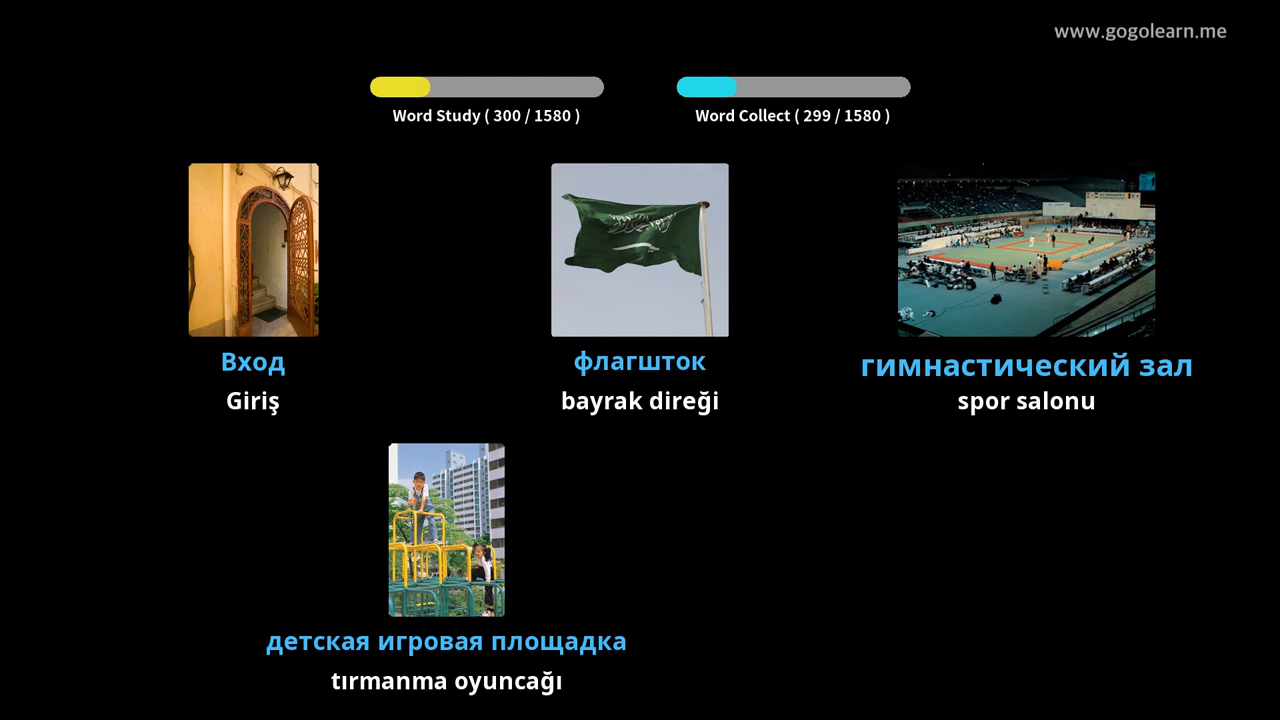 www.gogolearn.me
Word Study ( 300 / 1580 )
Word Collect ( 299 / 1580 )
Вход
Giriş
флагшток
bayrak direği
гимнастический зал
spor salonu
детская игровая площадка
tırmanma oyuncağı